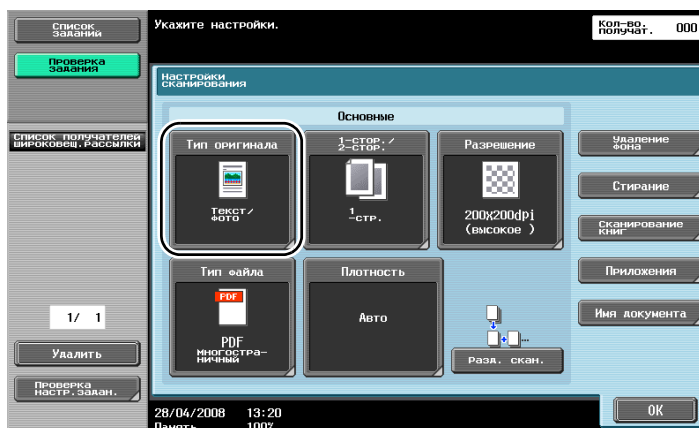 Список
заданий
Укажите настройки.
Кол-во.
получат.
000
Проверка
задания
Настройки
сканирования
Основные
Список получателей
широковещ.рассылки
Тип оригинала
1-стор./
2-стор.
Разрешение
Удаление
фона
Текст/
Фото
1
-стр.
200X200dpi
(высокое )
Стирание
Сканирование
книг
Тип файла
Плотность
Приложения
PDF
PDF
многостра-
ничный
Авто
Имя документа
1/ 1
Удалить
Разд. скан.
Проверка
настр.задан.
28/04/2008 13:20
Память 100%
OK